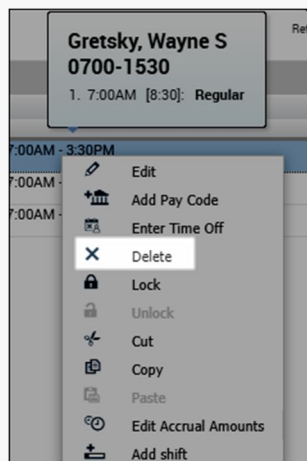 Ret
Gretsky, Wayne S
0700-1530
1. 7:00AM [8:30]: Regular
7:00AM - 3:30PM
Edit
7:00AM -
Add Pay Code
7:00AM -
Enter Time Off
Delete
Lock
Unlock
Cut
Copy
Paste
Edit Accrual Amounts
Add shift